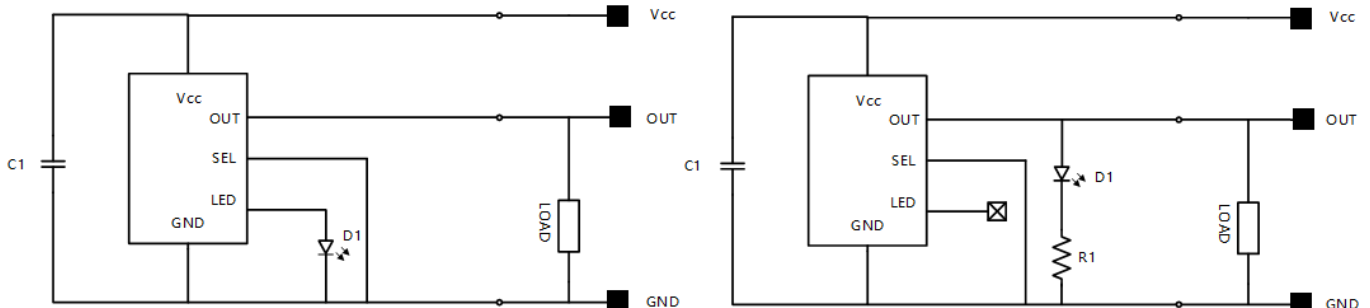 Vcc
Vcc
OUT
OUT
SEL
C1
LED
LOAD
GND
D1
GND
Vcc
Vcc
OUT
OUT
SEL
C1
D1
LED
LOAD
GND
R1
GND